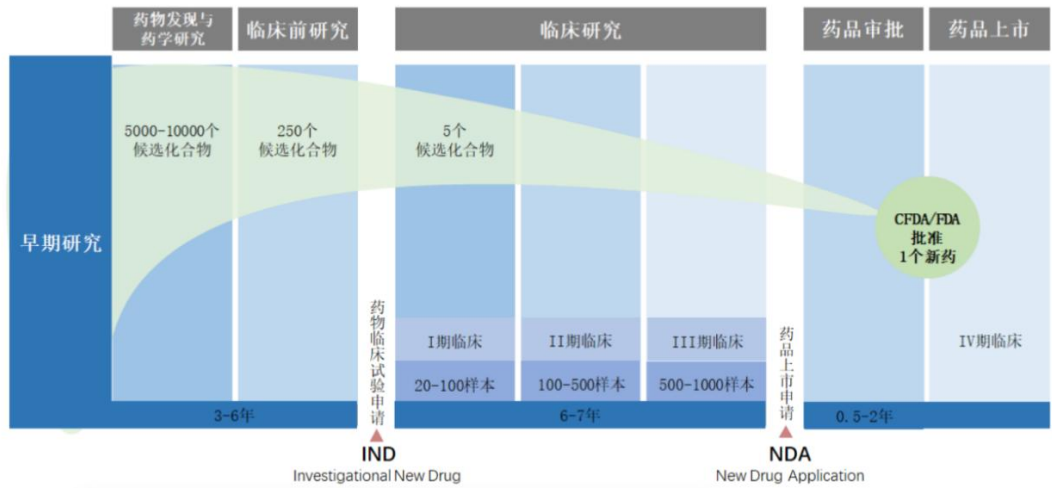 药物发现与
药学研究
临床前研究
临床研究
药品审批
药品上市
5000-10000个
候选化合物
250个
候选化合物
5个
候选化合物
早期研究
CFDA/FDA
批准
1个新药
药物临床试验申请
药品上市申请
I期临床
II期临床
III期临床
IV期临床
20-100样本
100-500样本
500-1000样本
3-6年
6-7年
0.5-2年
IND
Investigational New Drug
NDA
New Drug Application